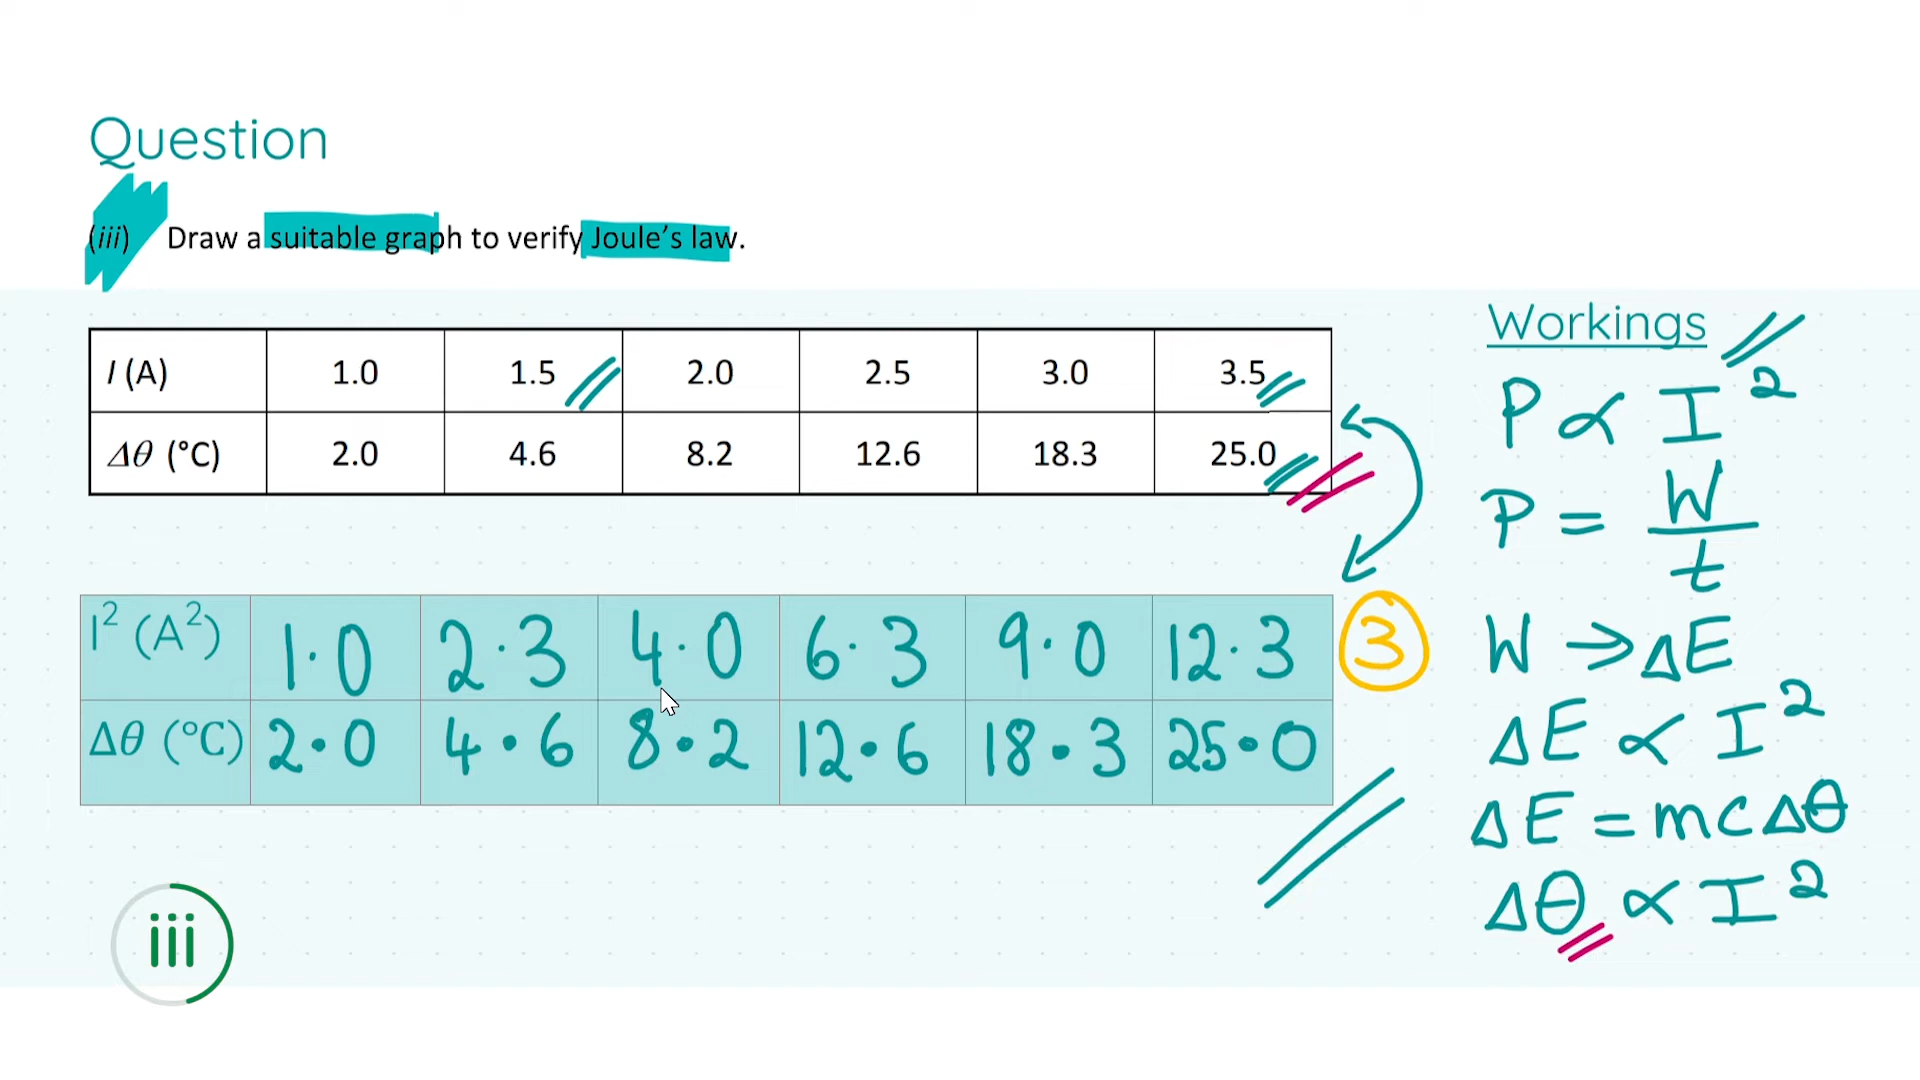 Question
(iii) Draw a suitable graph to verify Joule's law.
I (A) 1.0 1.5 2.0 2.5 3.0 3.5
Δθ (°C) 2.0 4.6 8.2 12.6 18.3 25.0
I² (A²) 1.0 2.3 4.0 6.3 9.0 12.3
Δθ (°C) 2.0 4.6 8.2 12.6 18.3 25.0
3
iii
Workings
P ∝ I²
P = W/t
W → ΔE
ΔE ∝ I²
ΔE = mcΔθ
Δθ ∝ I²